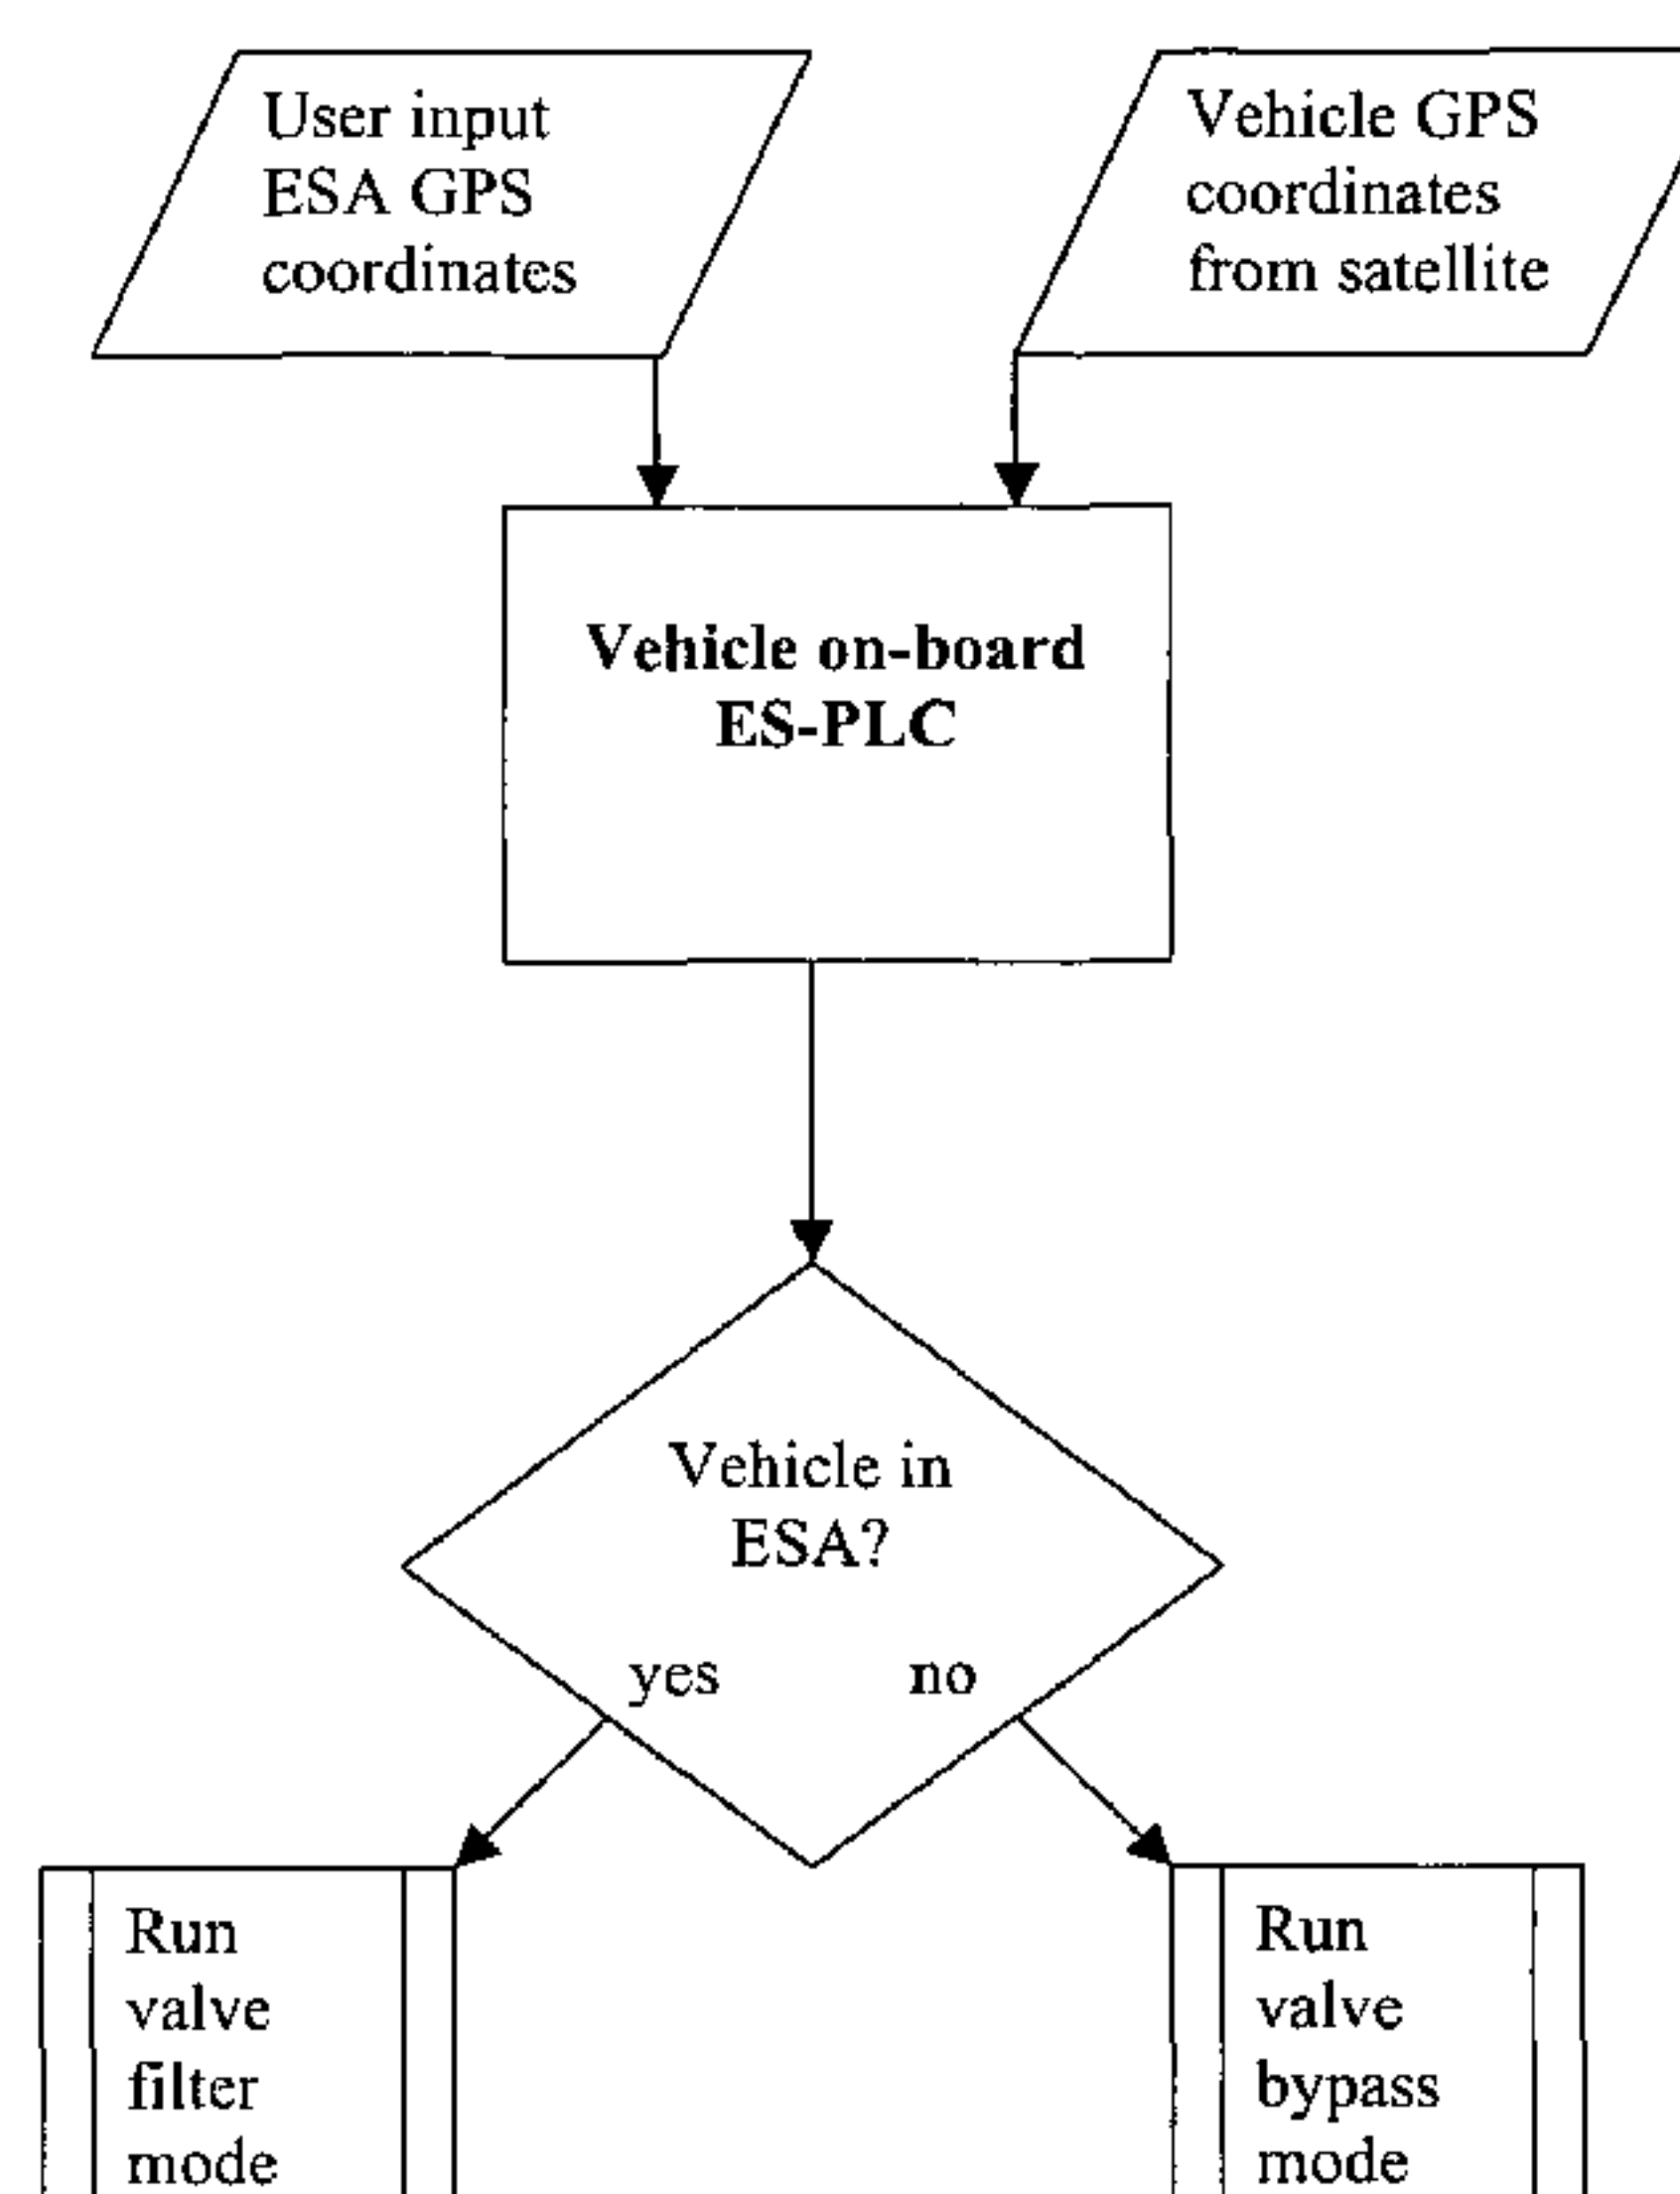 User input
ESA GPS
coordinates
Vehicle GPS
coordinates
from satellite
Vehicle on-board
ES-PLC
Vehicle in
ESA?
yes no
Run
valve
filter
mode
Run
valve
bypass
mode